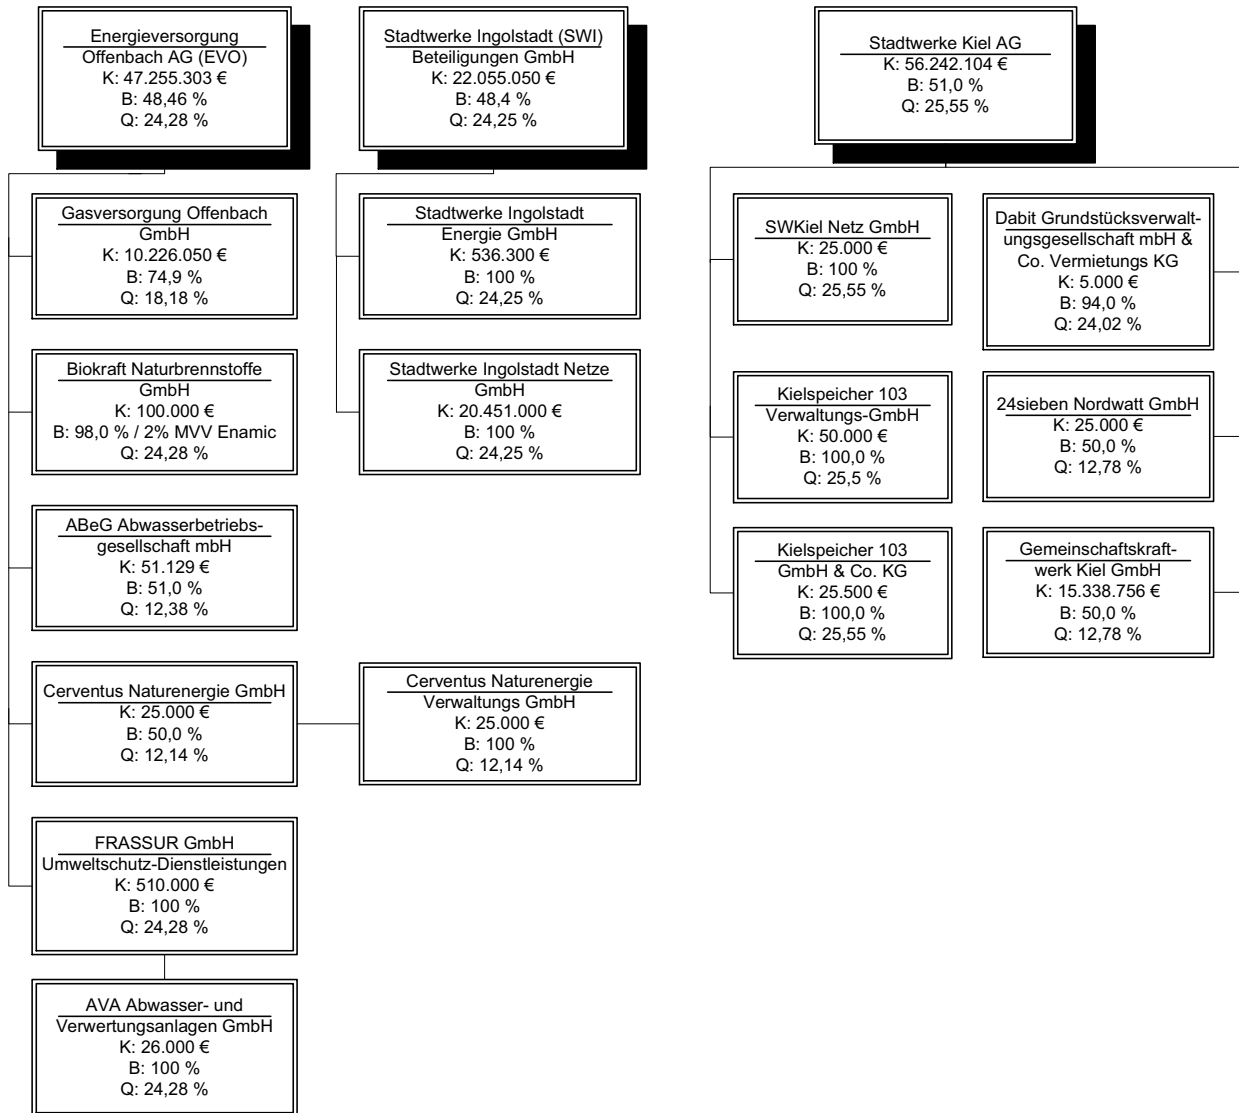 Energieversorgung
Offenbach AG (EVO)
K: 47.255.303 €
B: 48,46 %
Q: 24,28 %
Gasversorgung Offenbach
GmbH
K: 10.226.050 €
B: 74,9 %
Q: 18,18 %
Biokraft Naturbrennstoffe
GmbH
K: 100.000 €
B: 98,0 % / 2% MVV Enamic
Q: 24,28 %
ABeG Abwasserbetriebs-
gesellschaft mbH
K: 51.129 €
B: 51,0 %
Q: 12,38 %
Cerventus Naturenergie GmbH
K: 25.000 €
B: 50,0 %
Q: 12,14 %
Cerventus Naturenergie
Verwaltungs GmbH
K: 25.000 €
B: 100 %
Q: 12,14 %
FRASSUR GmbH
Umweltschutz-Dienstleistungen
K: 510.000 €
B: 100 %
Q: 24,28 %
AVA Abwasser- und
Verwertungsanlagen GmbH
K: 26.000 €
B: 100 %
Q: 24,28 %
Stadtwerke Ingolstadt (SWI)
Beteiligungen GmbH
K: 22.055.050 €
B: 48,4 %
Q: 24,25 %
Stadtwerke Ingolstadt
Energie GmbH
K: 536.300 €
B: 100 %
Q: 24,25 %
Stadtwerke Ingolstadt Netze
GmbH
K: 20.451.000 €
B: 100 %
Q: 24,25 %
Stadtwerke Kiel AG
K: 56.242.104 €
B: 51,0 %
Q: 25,55 %
SWKiel Netz GmbH
K: 25.000 €
B: 100 %
Q: 25,55 %
Kielspeicher 103
Verwaltungs-GmbH
K: 50.000 €
B: 100,0 %
Q: 25,5 %
Kielspeicher 103
GmbH & Co. KG
K: 25.500 €
B: 100,0 %
Q: 25,55 %
Dabit Grundstücksverwalt-
ungsgesellschaft mbH &
Co. Vermietungs KG
K: 5.000 €
B: 94,0 %
Q: 24,02 %
24sieben Nordwatt GmbH
K: 25.000 €
B: 50,0 %
Q: 12,78 %
Gemeinschaftskraft-
werk Kiel GmbH
K: 15.338.756 €
B: 50,0 %
Q: 12,78 %